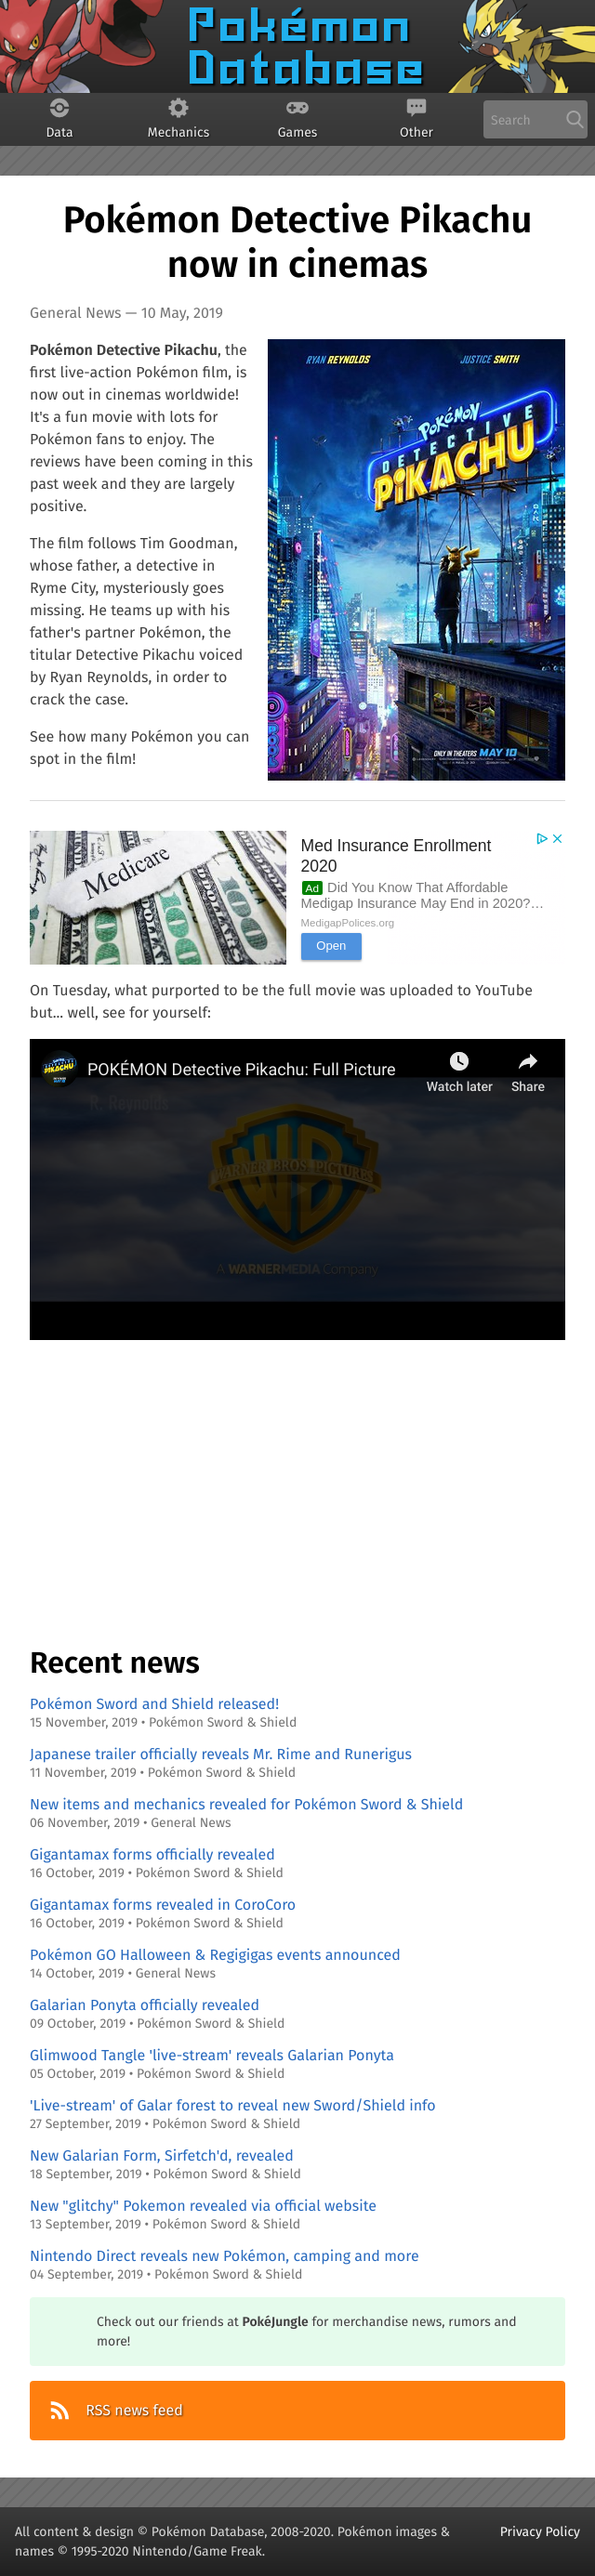 Pokémon
Database
Data
Mechanics
Games
Other
Search
Pokémon Detective Pikachu
now in cinemas
General News — 10 May, 2019
Pokémon Detective Pikachu, the
first live-action Pokémon film, is
now out in cinemas worldwide!
It's a fun movie with lots for
Pokémon fans to enjoy. The
reviews have been coming in this
past week and they are largely
positive.
The film follows Tim Goodman,
whose father, a detective in
Ryme City, mysteriously goes
missing. He teams up with his
father's partner Pokémon, the
titular Detective Pikachu voiced
by Ryan Reynolds, in order to
crack the case.
See how many Pokémon you can
spot in the film!
RYAN REYNOLDS
JUSTICE SMITH
POKÉMON
DETECTIVE
PIKACHU
ONLY IN THEATERS MAY 10
Medicare
Med Insurance Enrollment
2020
Ad Did You Know That Affordable
Medigap Insurance May End in 2020?…
MedigapPolices.org
Open
On Tuesday, what purported to be the full movie was uploaded to YouTube
but... well, see for yourself:
POKÉMON Detective Pikachu: Full Picture
Watch later
Share
R. Reynolds
WARNER BROS. PICTURES
A WARNERMEDIA Company
Recent news
Pokémon Sword and Shield released!
15 November, 2019 • Pokémon Sword & Shield
Japanese trailer officially reveals Mr. Rime and Runerigus
11 November, 2019 • Pokémon Sword & Shield
New items and mechanics revealed for Pokémon Sword & Shield
06 November, 2019 • General News
Gigantamax forms officially revealed
16 October, 2019 • Pokémon Sword & Shield
Gigantamax forms revealed in CoroCoro
16 October, 2019 • Pokémon Sword & Shield
Pokémon GO Halloween & Regigigas events announced
14 October, 2019 • General News
Galarian Ponyta officially revealed
09 October, 2019 • Pokémon Sword & Shield
Glimwood Tangle 'live-stream' reveals Galarian Ponyta
05 October, 2019 • Pokémon Sword & Shield
'Live-stream' of Galar forest to reveal new Sword/Shield info
27 September, 2019 • Pokémon Sword & Shield
New Galarian Form, Sirfetch'd, revealed
18 September, 2019 • Pokémon Sword & Shield
New "glitchy" Pokemon revealed via official website
13 September, 2019 • Pokémon Sword & Shield
Nintendo Direct reveals new Pokémon, camping and more
04 September, 2019 • Pokémon Sword & Shield
Check out our friends at PokéJungle for merchandise news, rumors and
more!
RSS news feed
All content & design © Pokémon Database, 2008-2020. Pokémon images &
names © 1995-2020 Nintendo/Game Freak.
Privacy Policy